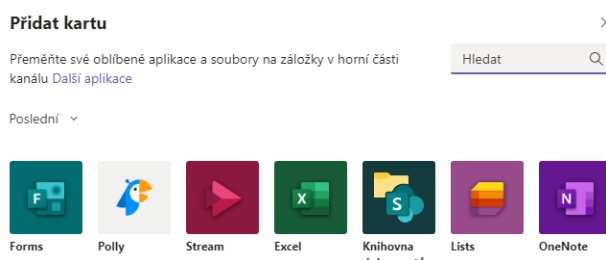 Přidat kartu
Přeměňte své oblíbené aplikace a soubory na záložky v horní části
kanálu Další aplikace
Hledat
Poslední
F
X
S
N
Forms
Polly
Stream
Excel
Knihovna
Lists
OneNote